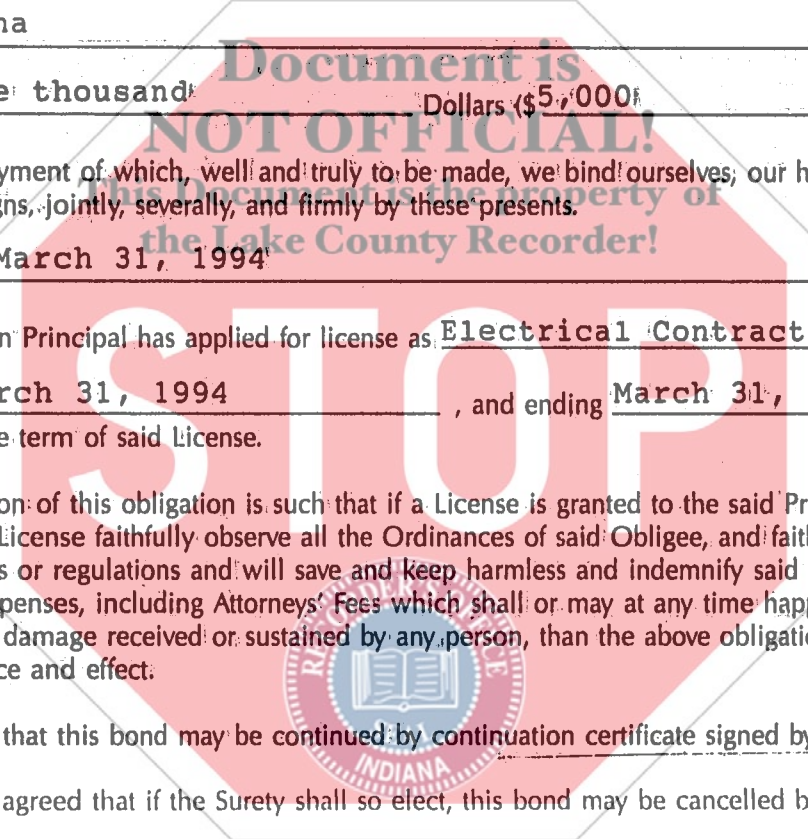 na
Document is
e thousand Dollars ($5,000
NOT OFFICIAL!
yment of which, well and truly to be made, we bind ourselves, our h
This Document is the property of
gns, jointly, severally, and firmly by these presents.
the Lake County Recorder!
March 31, 1994
STOP
n Principal has applied for license as Electrical Contract
rch 31, 1994 , and ending March 31,
e term of said License.
on of this obligation is such that if a License is granted to the said Pr
License faithfully observe all the Ordinances of said Obligee, and fait
s or regulations and will save and keep harmless and indemnify said
penses, including Attorneys' Fees which shall or may at any time hap
damage received or sustained by any person, than the above obligati
ce and effect.
RECORDER'S OFFICE
SEAL
INDIANA
that this bond may be continued by continuation certificate signed by
agreed that if the Surety shall so elect, this bond may be cancelled b